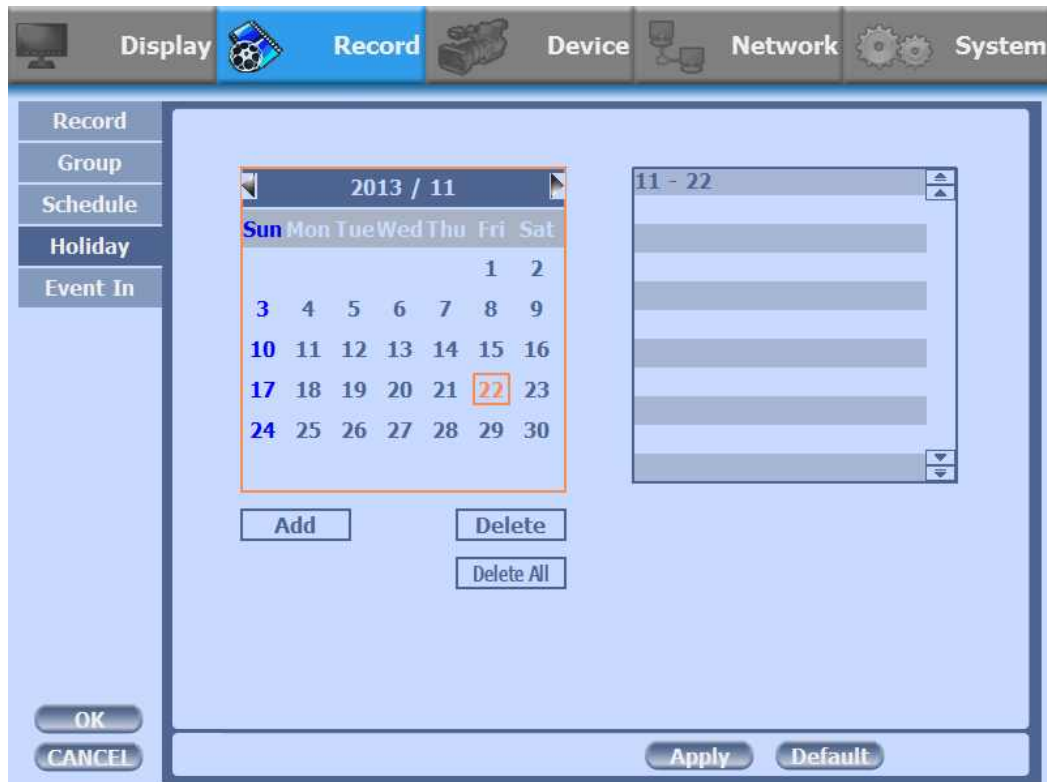 Display Record Device Network System
Record
Group
Schedule
Holiday
Event In
2013 / 11
Sun Mon Tue Wed Thu Fri Sat
1 2
3 4 5 6 7 8 9
10 11 12 13 14 15 16
17 18 19 20 21 22 23
24 25 26 27 28 29 30
11 - 22
Add Delete
Delete All
OK
CANCEL
Apply Default